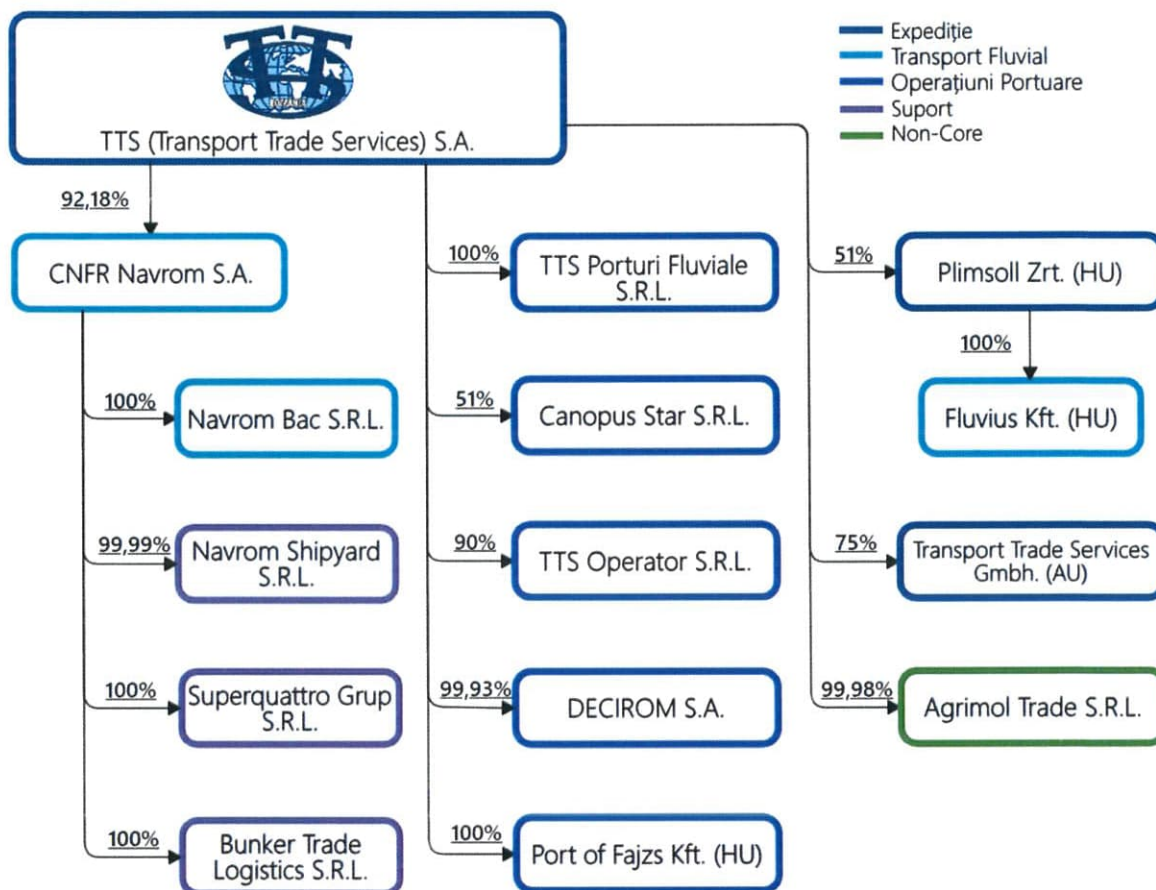 TTS
ROMANIA
TTS (Transport Trade Services) S.A.
Expediție
Transport Fluvial
Operațiuni Portuare
Suport
Non-Core
92,18%
CNFR Navrom S.A.
100%
Navrom Bac S.R.L.
99,99%
Navrom Shipyard
S.R.L.
100%
Superquattro Grup
S.R.L.
100%
Bunker Trade
Logistics S.R.L.
100%
TTS Porturi Fluviale
S.R.L.
51%
Canopus Star S.R.L.
90%
TTS Operator S.R.L.
99,93%
DECIROM S.A.
100%
Port of Fajzs Kft. (HU)
51%
Plimsoll Zrt. (HU)
100%
Fluvius Kft. (HU)
75%
Transport Trade Services
Gmbh. (AU)
99,98%
Agrimol Trade S.R.L.